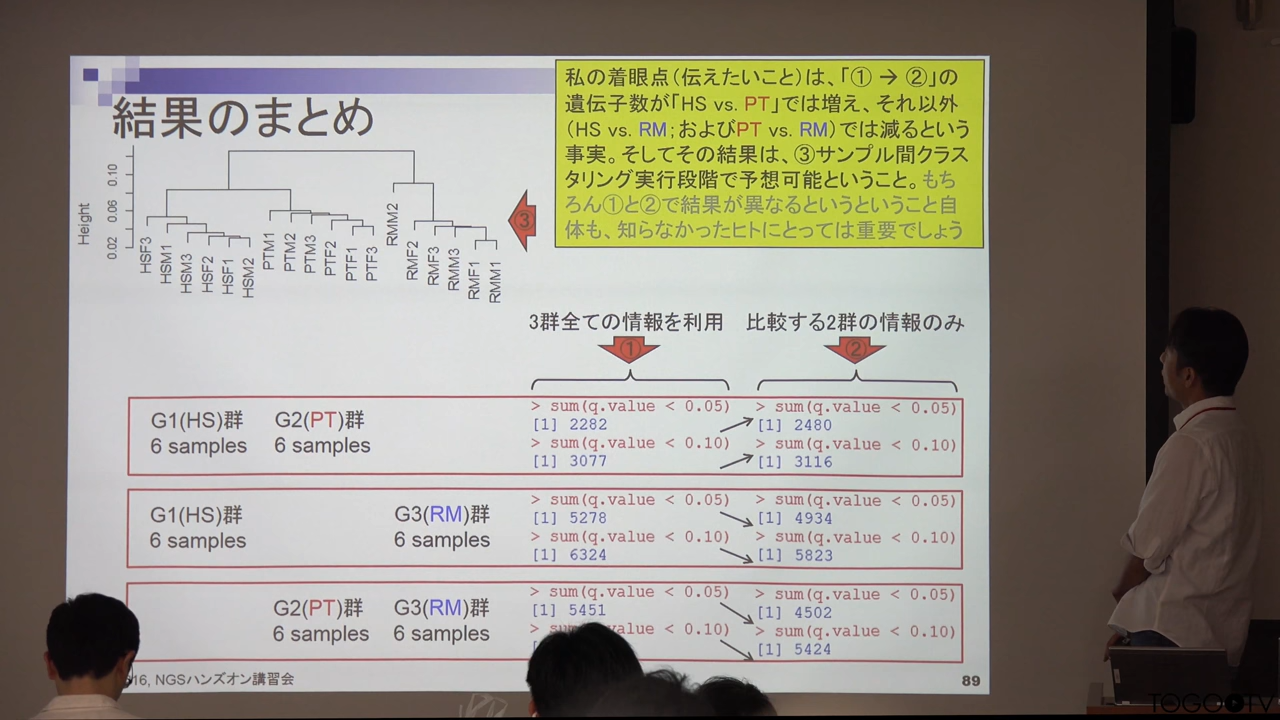 結果のまとめ
私の着眼点(伝えたいこと)は、「① → ②」の
遺伝子数が「HS vs. PT」では増え、それ以外
(HS vs. RM;およびPT vs. RM)では減るという
事実。そしてその結果は、③サンプル間クラス
タリング実行段階で予想可能ということ。もち
ろん①と②で結果が異なるというということ自
体も、知らなかったヒトにとっては重要でしょう
Height
0.02 0.06 0.10
HSF3
HSM1
HSM3
HSF2
HSF1
HSM2
PTM1
PTM2
PTM3
PTF2
PTF1
PTF3
RMM2
RMF2
RMF3
RMM3
RMF1
RMM1
③
3群全ての情報を利用 比較する2群の情報のみ
① ②
G1(HS)群 G2(PT)群
6 samples 6 samples
> sum(q.value < 0.05) > sum(q.value < 0.05)
[1] 2282 [1] 2480
> sum(q.value < 0.10) > sum(q.value < 0.10)
[1] 3077 [1] 3116
G1(HS)群 G3(RM)群
6 samples 6 samples
> sum(q.value < 0.05) > sum(q.value < 0.05)
[1] 5278 [1] 4934
> sum(q.value < 0.10) > sum(q.value < 0.10)
[1] 6324 [1] 5823
G2(PT)群 G3(RM)群
6 samples 6 samples
> sum(q.value < 0.05) > sum(q.value < 0.05)
[1] 5451 [1] 4502
> sum(q.value < 0.10) > sum(q.value < 0.10)
[1] 5424
16, NGSハンズオン講習会
89
TOGOTV